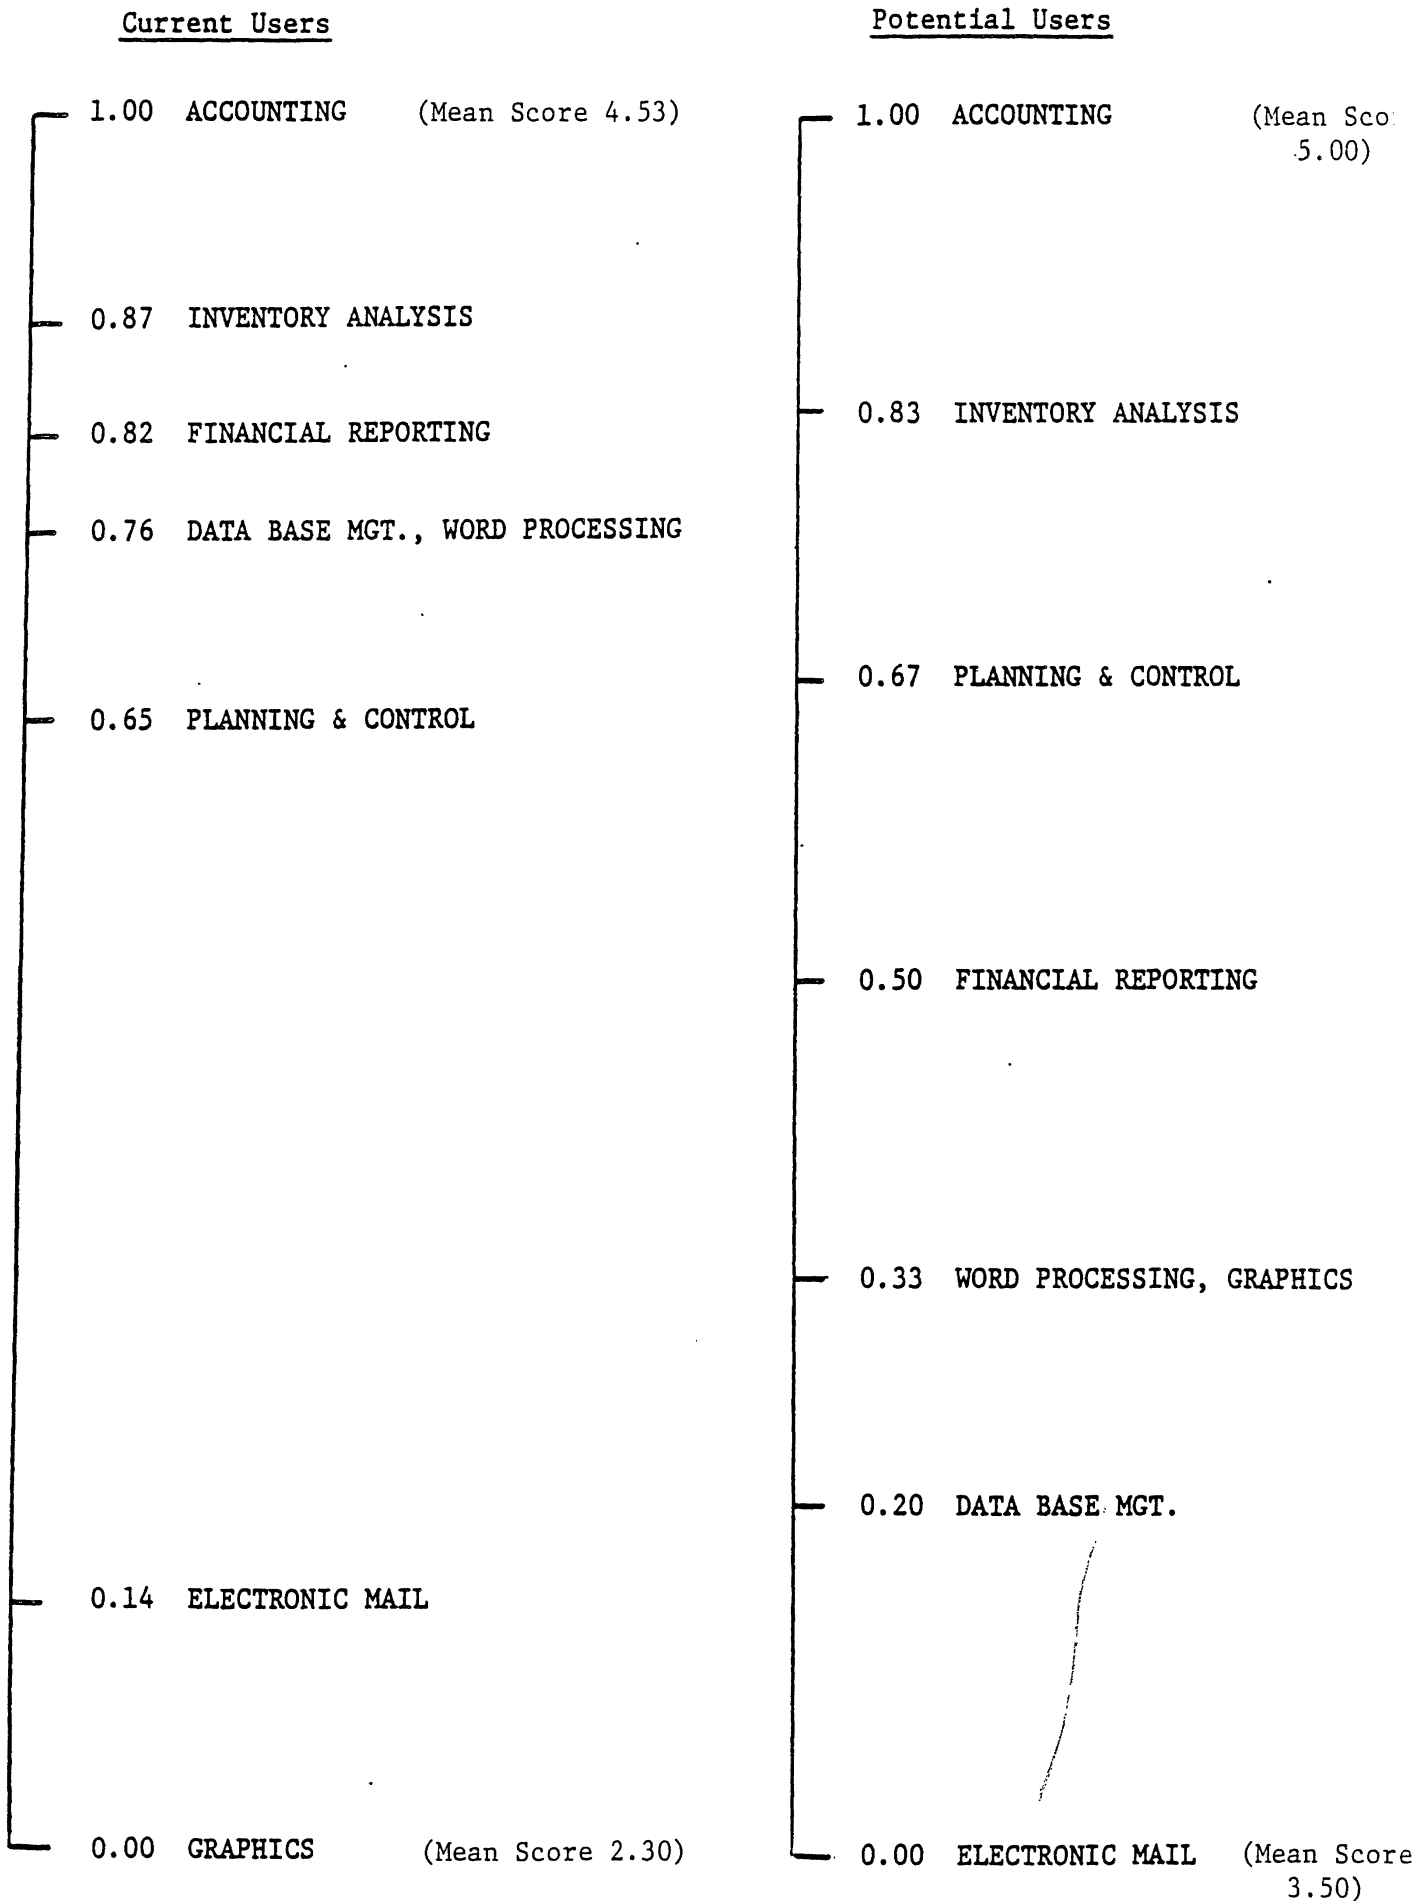 Current Users
1.00 ACCOUNTING (Mean Score 4.53)
0.87 INVENTORY ANALYSIS
0.82 FINANCIAL REPORTING
0.76 DATA BASE MGT., WORD PROCESSING
0.65 PLANNING & CONTROL
0.14 ELECTRONIC MAIL
0.00 GRAPHICS (Mean Score 2.30)
Potential Users
1.00 ACCOUNTING (Mean Sco
5.00)
0.83 INVENTORY ANALYSIS
0.67 PLANNING & CONTROL
0.50 FINANCIAL REPORTING
0.33 WORD PROCESSING, GRAPHICS
0.20 DATA BASE MGT.
0.00 ELECTRONIC MAIL (Mean Score
3.50)